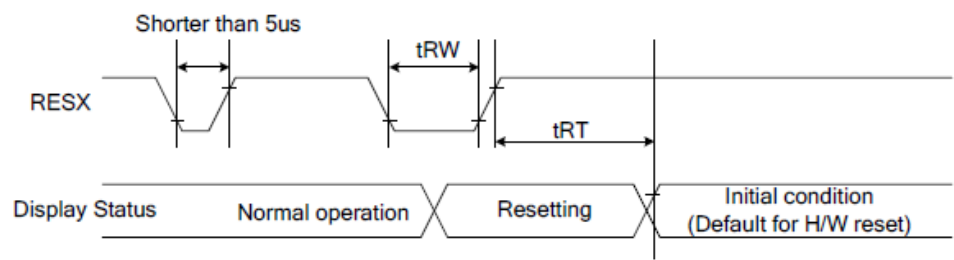 Shorter than 5us
tRW
RESX
tRT
Display Status
Normal operation
Resetting
Initial condition
(Default for H/W reset)